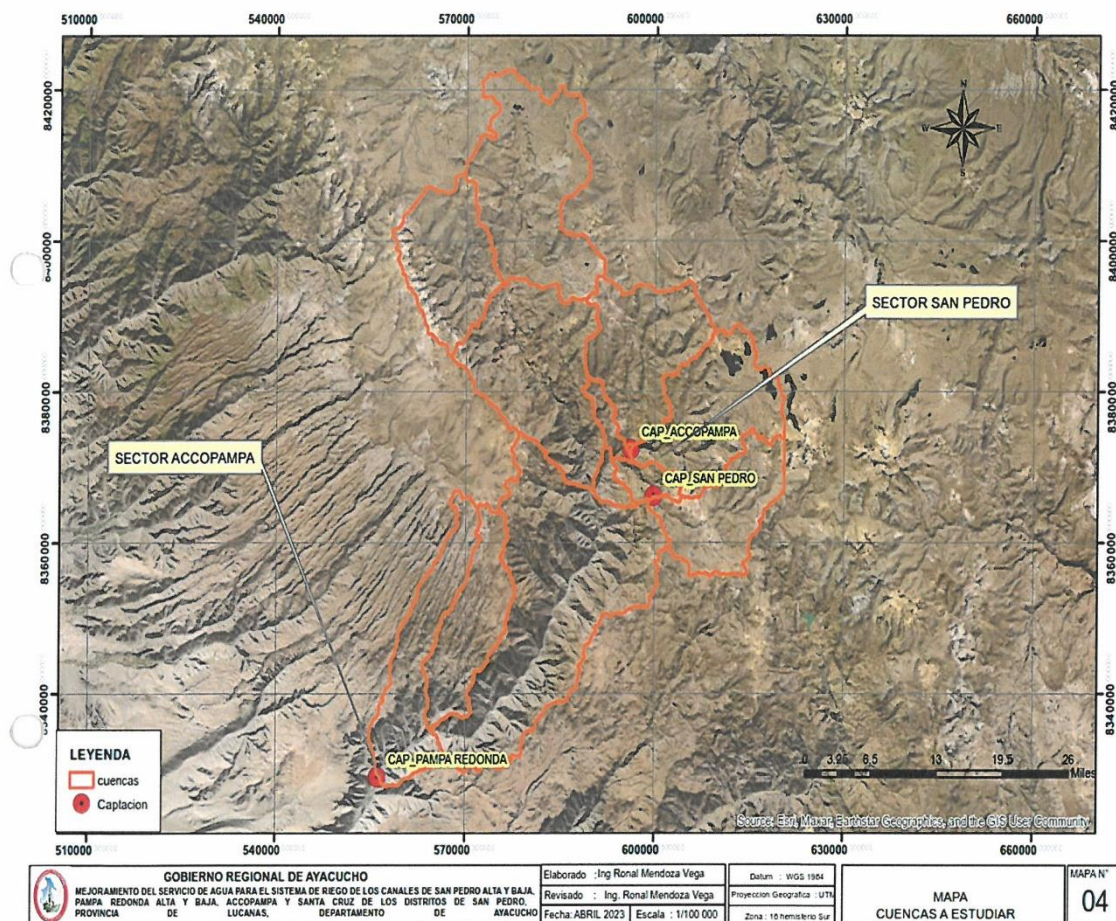 510000 540000 570000 600000 630000 660000
8420000 8420000
N
W E
S
8400000 8400000
SECTOR SAN PEDRO
8380000 8380000
CAP_ACCOPAMPA
SECTOR ACCOPAMPA
CAP_SAN PEDRO
8360000 8360000
8340000 8340000
LEYENDA
cuencas
Captacion
CAP_PAMPA REDONDA
0 3.25 6.5 13 19.5 26
Miles
Source: Esri, Maxar, Earthstar Geographics, and the GIS User Community
510000 540000 570000 600000 630000 660000
GOBIERNO REGIONAL DE AYACUCHO
MEJORAMIENTO DEL SERVICIO DE AGUA PARA EL SISTEMA DE RIEGO DE LOS CANALES DE SAN PEDRO ALTA Y BAJA,
PAMPA REDONDA ALTA Y BAJA, ACCOPAMPA Y SANTA CRUZ DE LOS DISTRITOS DE SAN PEDRO,
PROVINCIA DE LUCANAS, DEPARTAMENTO DE AYACUCHO
Elaborado :Ing Ronal Mendoza Vega
Revisado : Ing. Ronal Mendoza Vega
Fecha: ABRIL 2023 Escala : 1/100 000
Datum : WGS 1984
Proyeccion Geografica : UTM
Zona : 18 hemisferio Sur
MAPA
CUENCAS A ESTUDIAR
MAPA N°
04